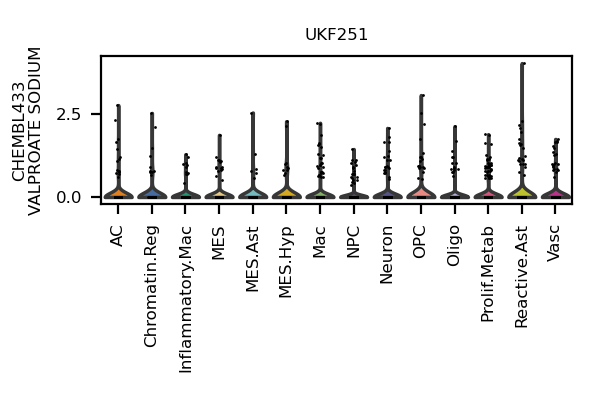 UKF251
CHEMBL433
VALPROATE SODIUM
2.5
0.0
AC
Chromatin.Reg
Inflammatory.Mac
MES
MES.Ast
MES.Hyp
Mac
NPC
Neuron
OPC
Oligo
Prolif.Metab
Reactive.Ast
Vasc